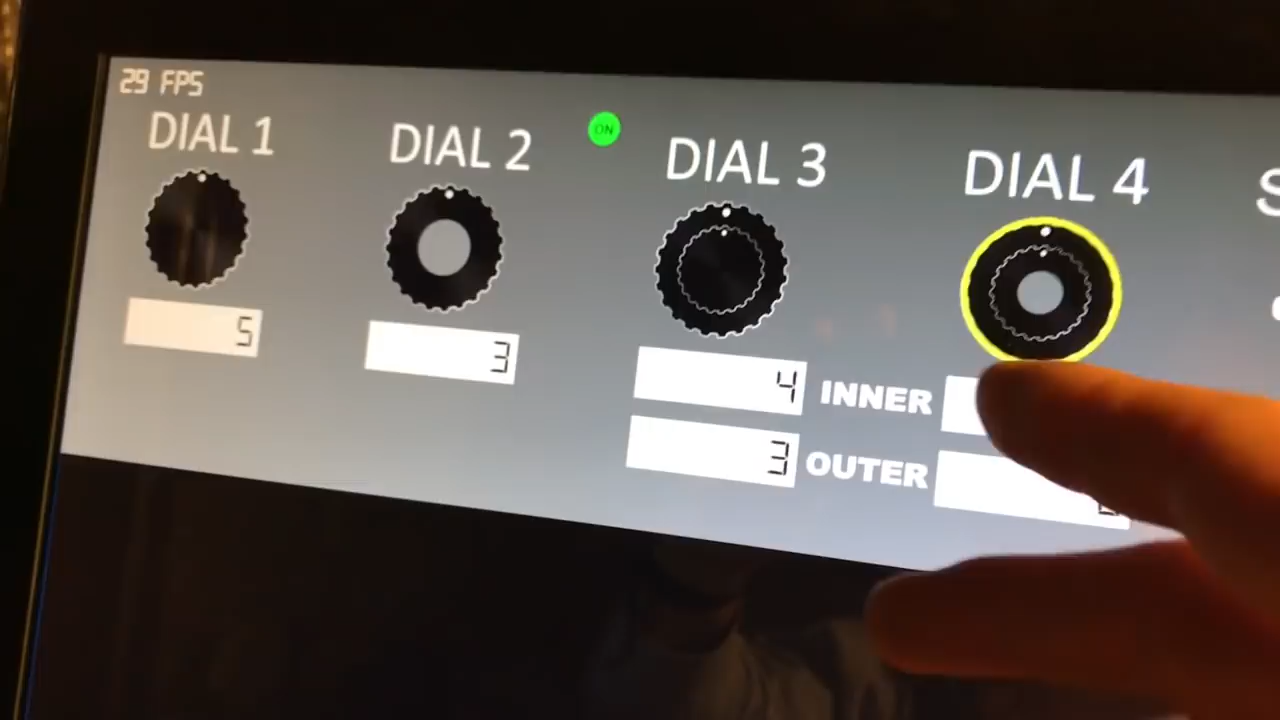 29 FPS
DIAL 1
DIAL 2
ON
DIAL 3
DIAL 4
5
3
4
INNER
3
OUTER